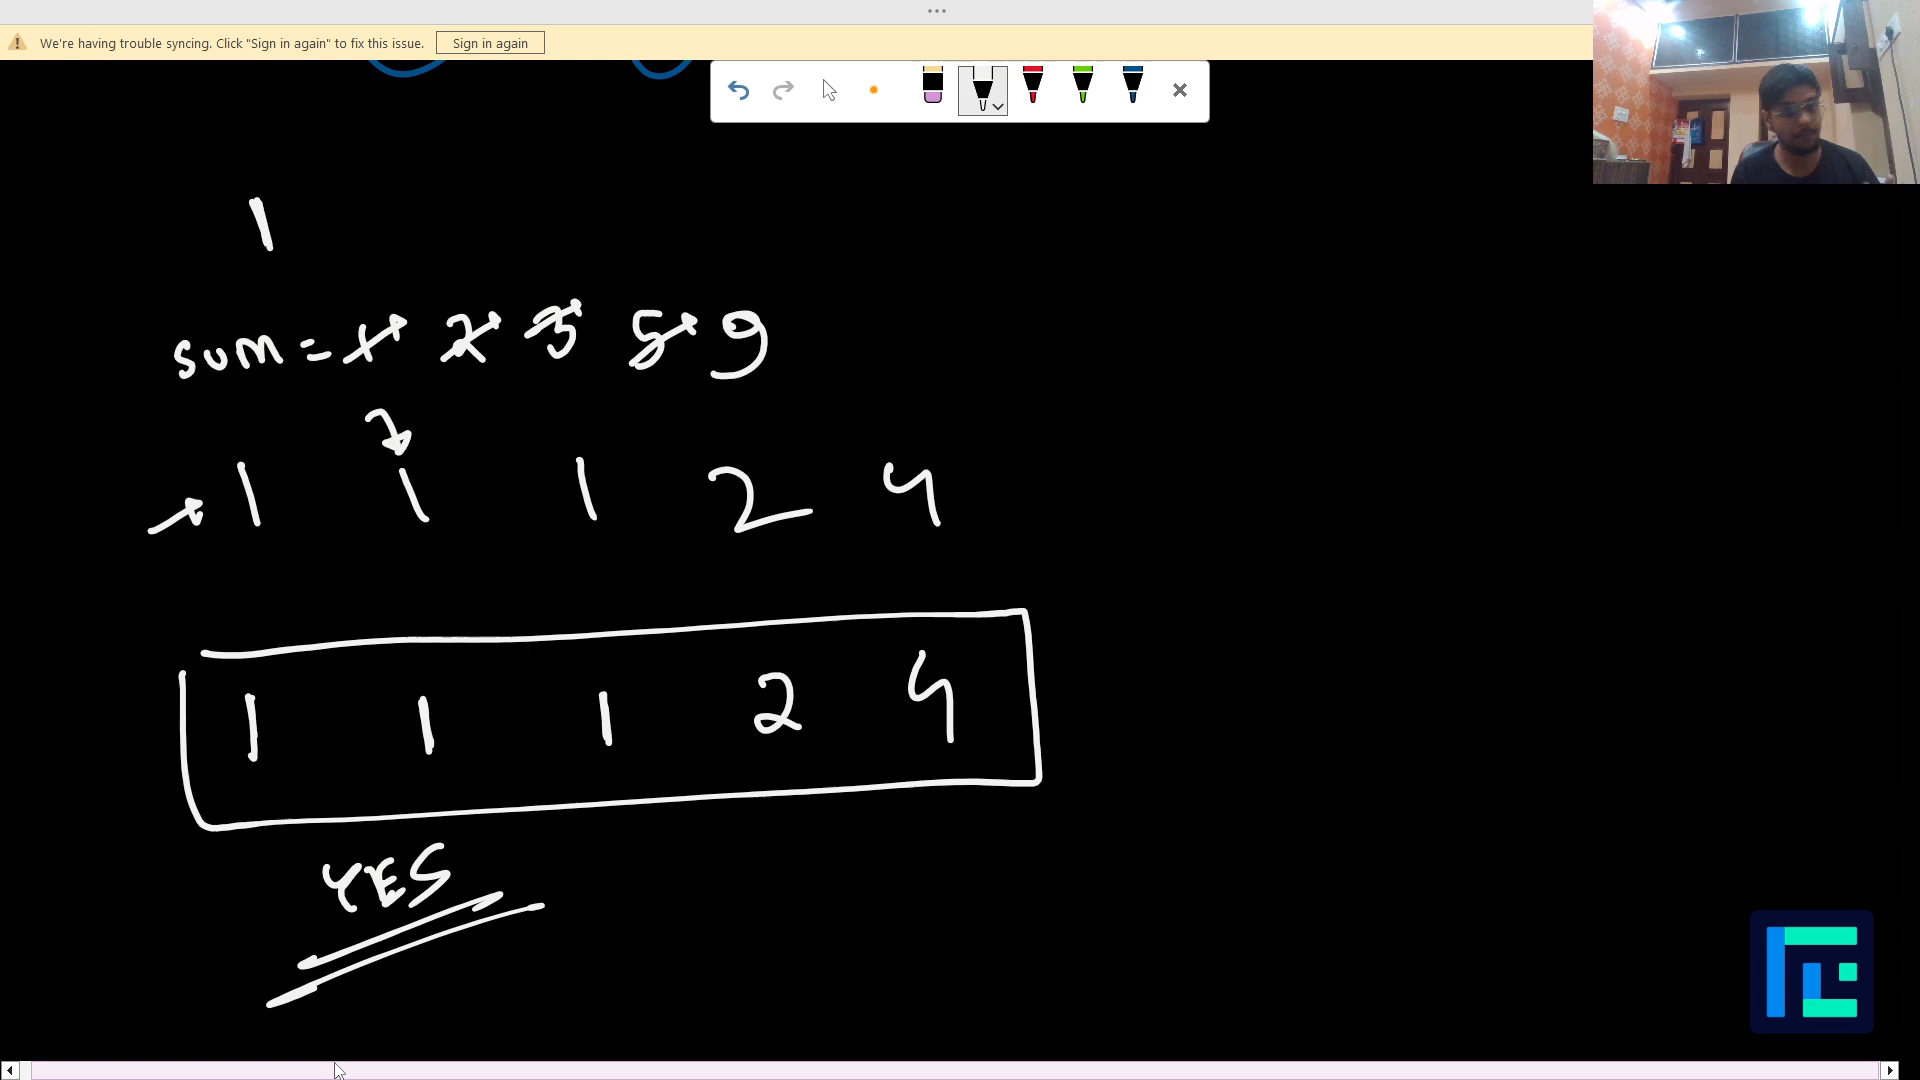 We're having trouble syncing. Click "Sign in again" to fix this issue. Sign in again
1
sum = 1 2 3 5 9
1 1 1 2 4
1 1 1 2 4
YES